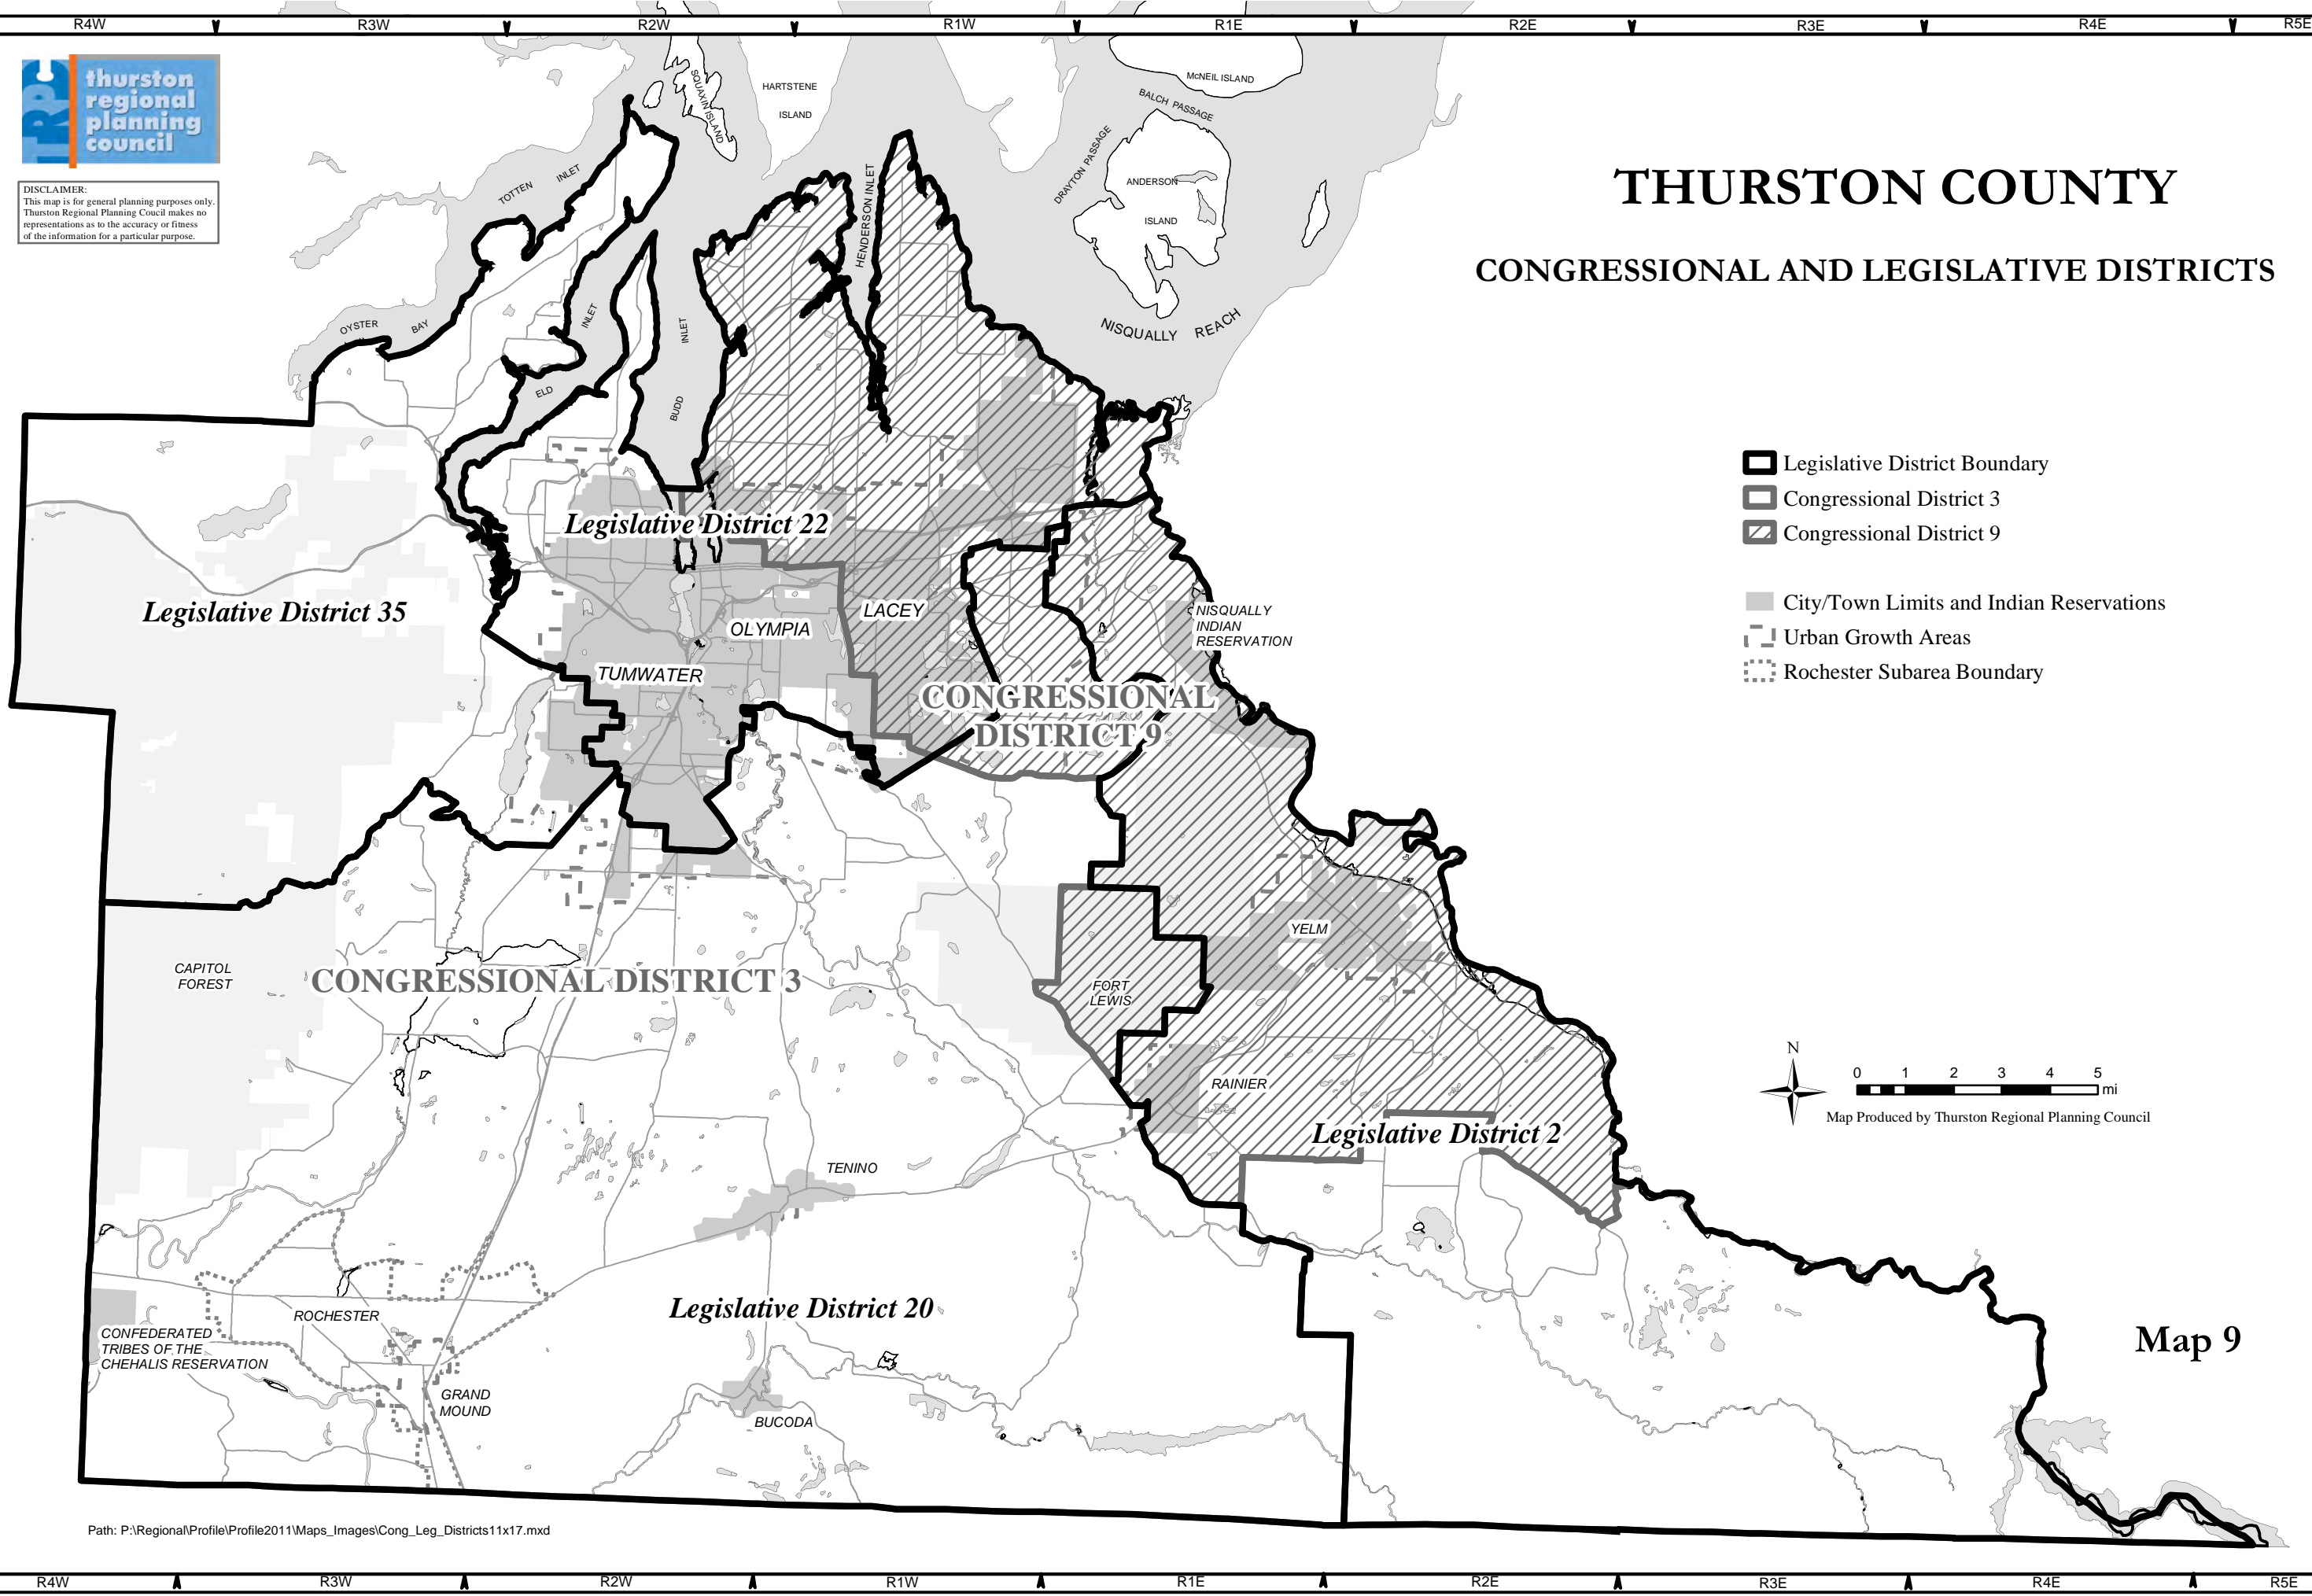 R4W R3W R2W R1W R1E R2E R3E R4E R5E
TRPC
thurston
regional
planning
council
DISCLAIMER:
This map is for general planning purposes only.
Thurston Regional Planning Coucil makes no
representations as to the accuracy or fitness
of the information for a particular purpose.
THURSTON COUNTY
CONGRESSIONAL AND LEGISLATIVE DISTRICTS
SQUAXIN ISLAND
HARTSTENE
ISLAND
McNEIL ISLAND
BALCH PASSAGE
DRAYTON PASSAGE
ANDERSON
ISLAND
TOTTEN INLET
HENDERSON INLET
OYSTER BAY
INLET
ELD
INLET
BUDD
NISQUALLY REACH
Legislative District Boundary
Congressional District 3
Congressional District 9
City/Town Limits and Indian Reservations
Urban Growth Areas
Rochester Subarea Boundary
Legislative District 22
Legislative District 35
LACEY
OLYMPIA
TUMWATER
NISQUALLY
INDIAN
RESERVATION
CONGRESSIONAL
DISTRICT 9
YELM
CAPITOL
FOREST
CONGRESSIONAL DISTRICT 3
FORT
LEWIS
RAINIER
Legislative District 2
N
0 1 2 3 4 5
mi
Map Produced by Thurston Regional Planning Council
TENINO
Legislative District 20
ROCHESTER
CONFEDERATED
TRIBES OF THE
CHEHALIS RESERVATION
GRAND
MOUND
BUCODA
Map 9
Path: P:\Regional\Profile\Profile2011\Maps_Images\Cong_Leg_Districts11x17.mxd
R4W R3W R2W R1W R1E R2E R3E R4E R5E